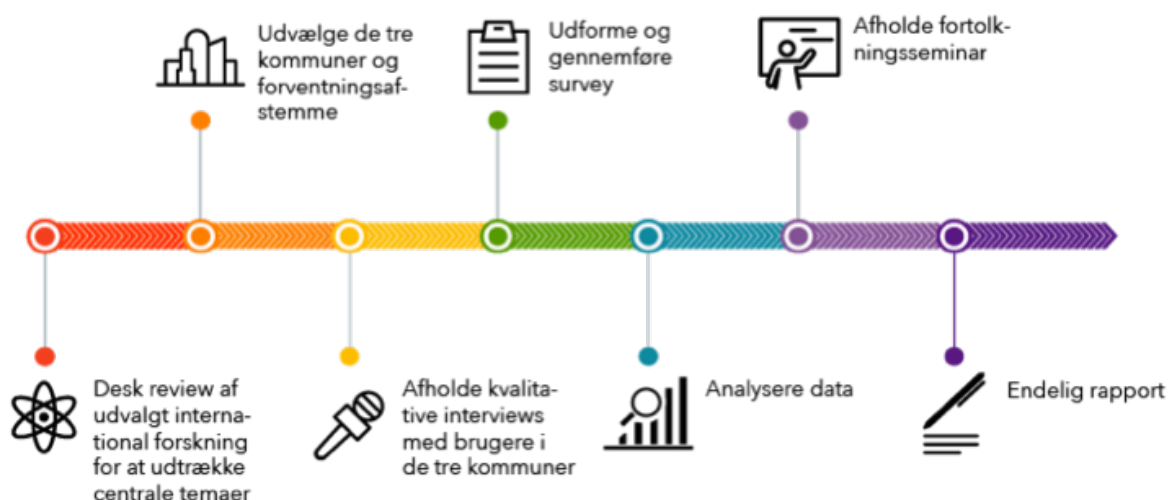 Udvælge de tre
kommuner og
forventningsaf-
stemme
Udforme og
gennemføre
survey
Afholde fortolk-
ningsseminar
Desk review af
udvalgt interna-
tional forskning
for at udtrække
centrale temaer
Afholde kvalita-
tive interviews
med brugere i
de tre kommuner
Analysere data
Endelig rapport